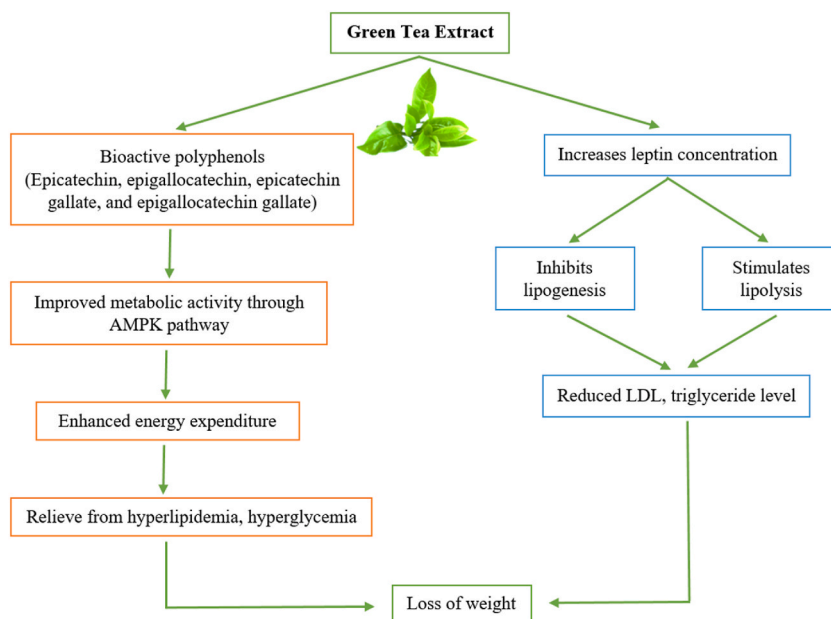 Green Tea Extract
Bioactive polyphenols
(Epicatechin, epigallocatechin, epicatechin
gallate, and epigallocatechin gallate)
Increases leptin concentration
Inhibits
lipogenesis
Stimulates
lipolysis
Improved metabolic activity through
AMPK pathway
Enhanced energy expenditure
Reduced LDL, triglyceride level
Relieve from hyperlipidemia, hyperglycemia
Loss of weight